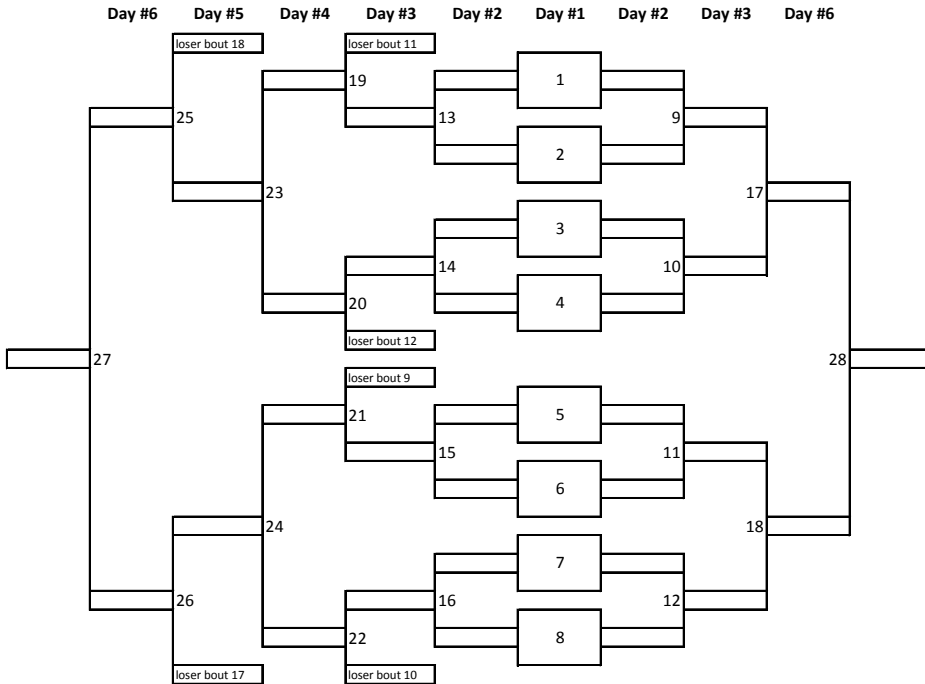 Day #6 Day #5 Day #4 Day #3 Day #2 Day #1 Day #2 Day #3 Day #6
loser bout 18 loser bout 11
19 1
25 13 9
2
23 17
3
14 10
20 4
loser bout 12
27 28
loser bout 9
21 5
15 11
6
24 18
7
26 16 12
22 8
loser bout 17 loser bout 10